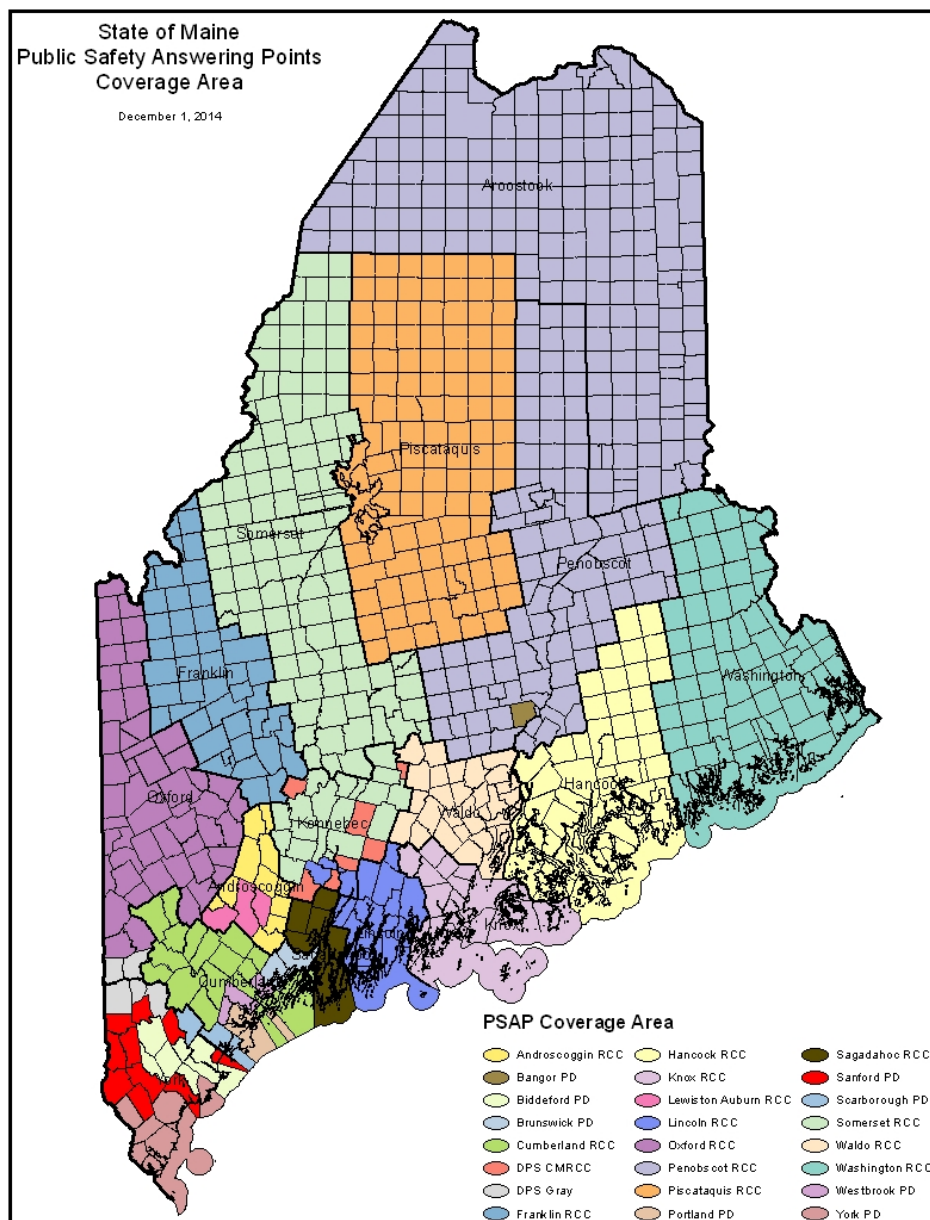 State of Maine
Public Safety Answering Points
Coverage Area
December 1, 2014
Aroostook
Piscataquis
Somerset
Penobscot
Franklin
Washington
Oxford
Hancock
Waldo
Kennebec
Androscoggin
Knox
Lincoln
Cumberland
York
PSAP Coverage Area
Androscoggin RCC
Bangor PD
Biddeford PD
Brunswick PD
Cumberland RCC
DPS CMRCC
DPS Gray
Franklin RCC
Hancock RCC
Knox RCC
Lewiston Auburn RCC
Lincoln RCC
Oxford RCC
Penobscot RCC
Piscataquis RCC
Portland PD
Sagadahoc RCC
Sanford PD
Scarborough PD
Somerset RCC
Waldo RCC
Washington RCC
Westbrook PD
York PD